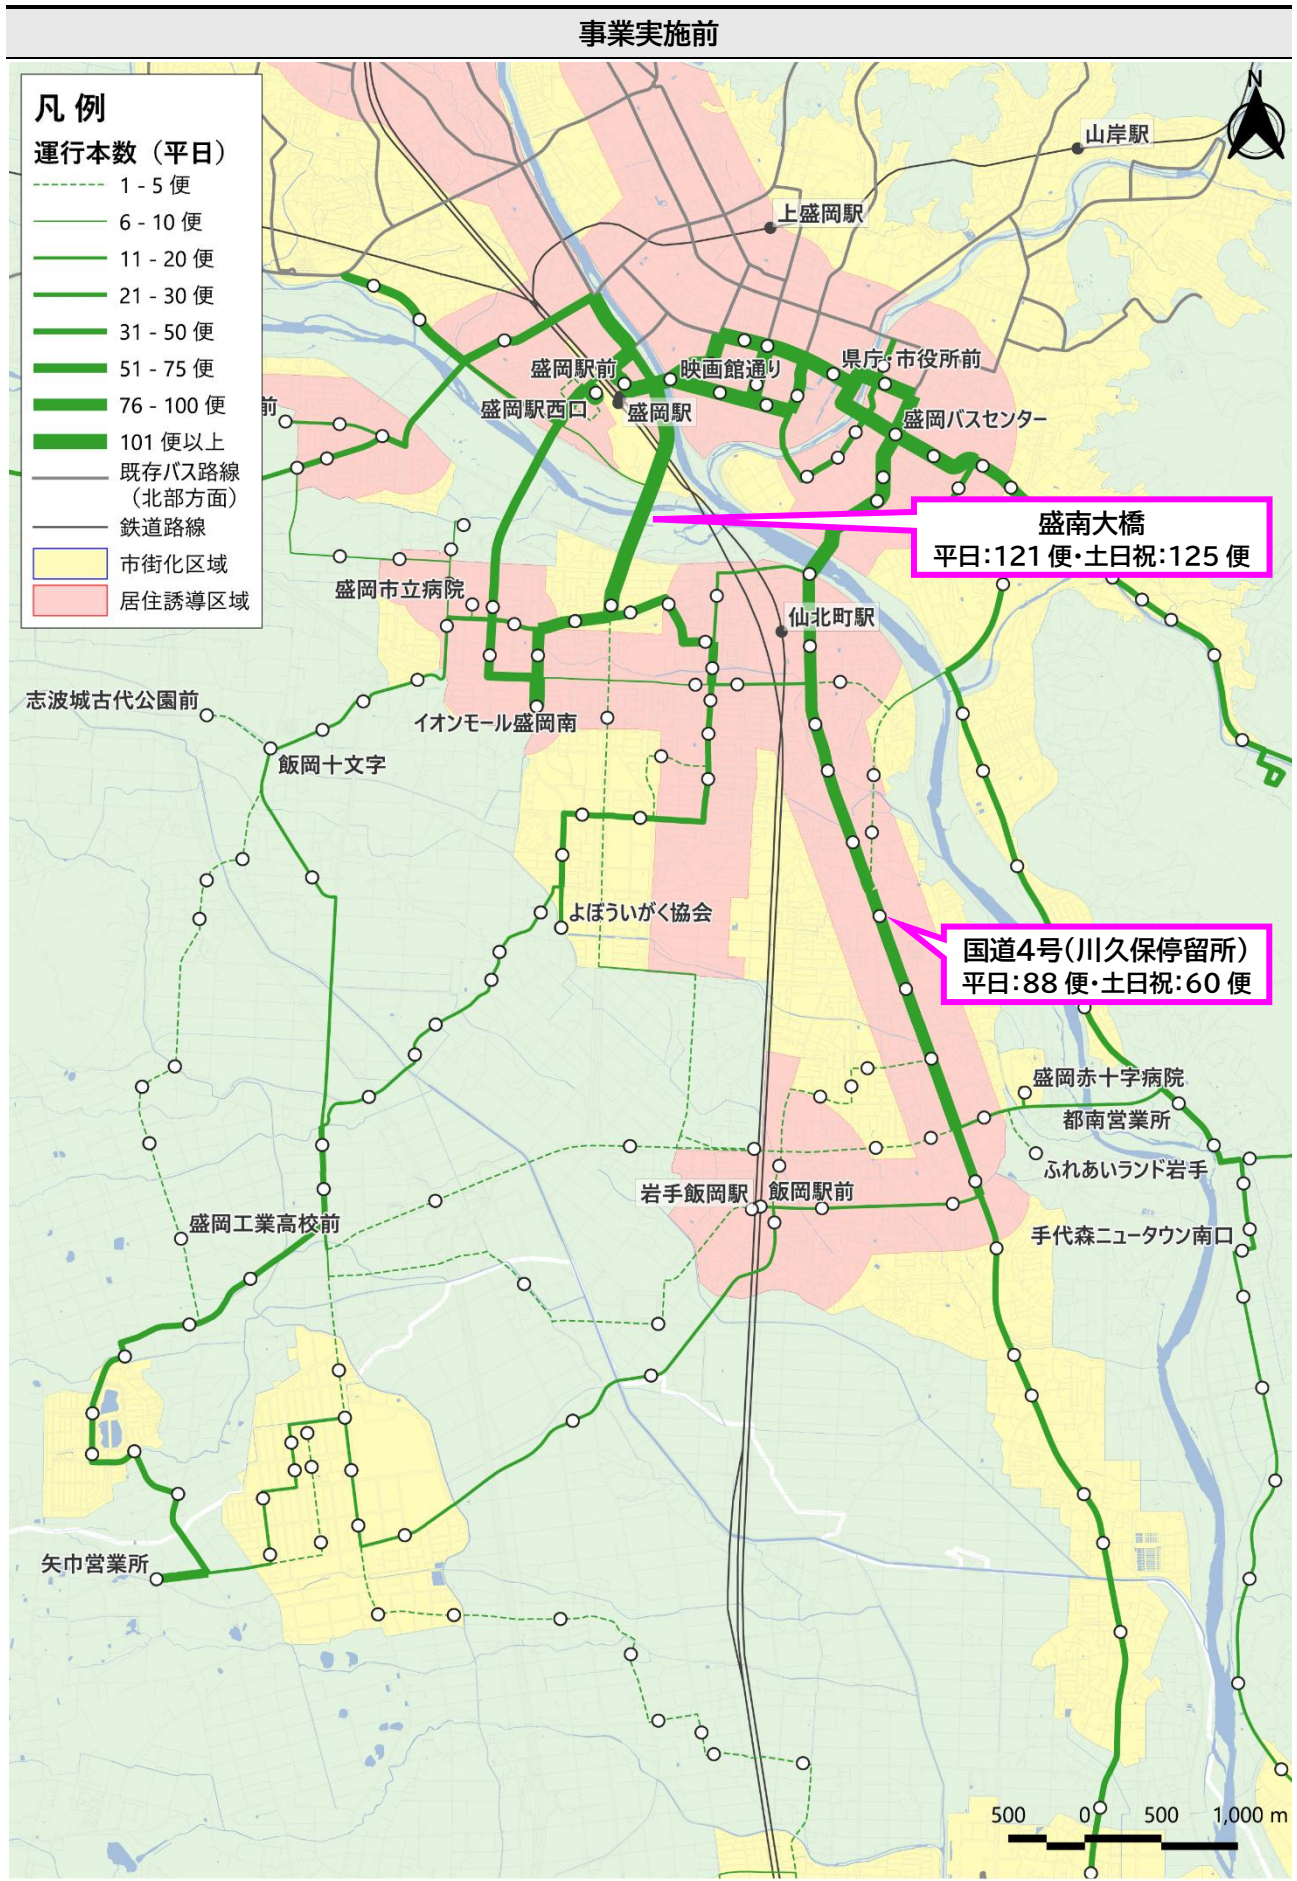 事業実施前
凡 例
運行本数（平日）
1 - 5 便
6 - 10 便
11 - 20 便
21 - 30 便
31 - 50 便
51 - 75 便
76 - 100 便
101 便以上
既存バス路線
（北部方面）
鉄道路線
市街化区域
居住誘導区域
N
山岸駅
上盛岡駅
盛岡駅前
映画館通り
県庁・市役所前
盛岡駅西口
盛岡駅
盛岡バスセンター
前
盛南大橋
平日：121 便・土日祝：125 便
盛岡市立病院
仙北町駅
志波城古代公園前
イオンモール盛岡南
飯岡十文字
よぼういがく協会
国道4号（川久保停留所）
平日：88 便・土日祝：60 便
盛岡赤十字病院
都南営業所
ふれあいランド岩手
岩手飯岡駅
飯岡駅前
盛岡工業高校前
手代森ニュータウン南口
矢巾営業所
500 0 500 1,000 m